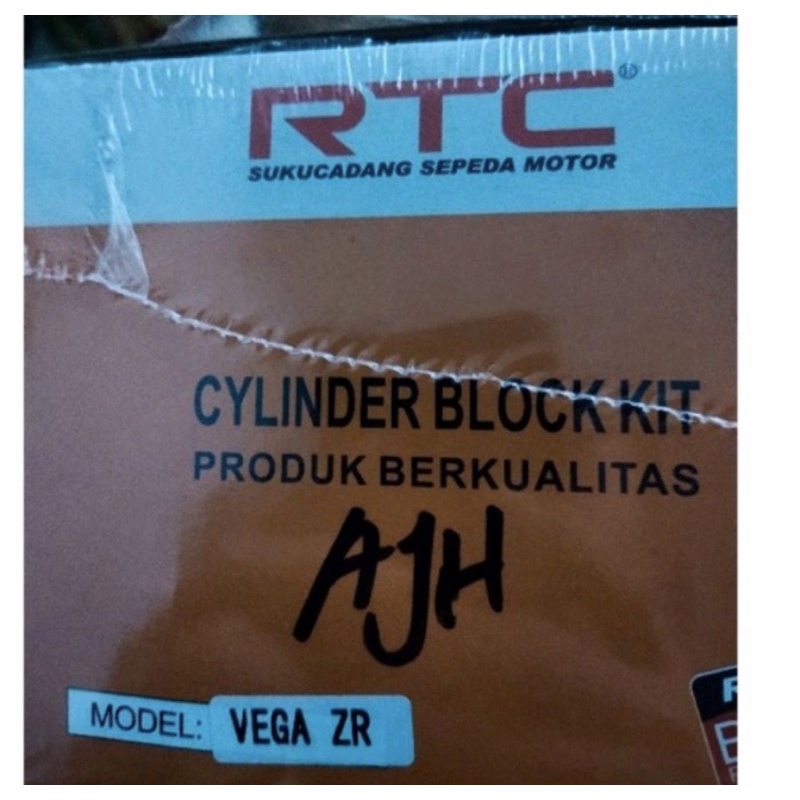 RTC
SUKUCADANG SEPEDA MOTOR
CYLINDER BLOCK KIT
PRODUK BERKUALITAS
AJH
MODEL: VEGA ZR